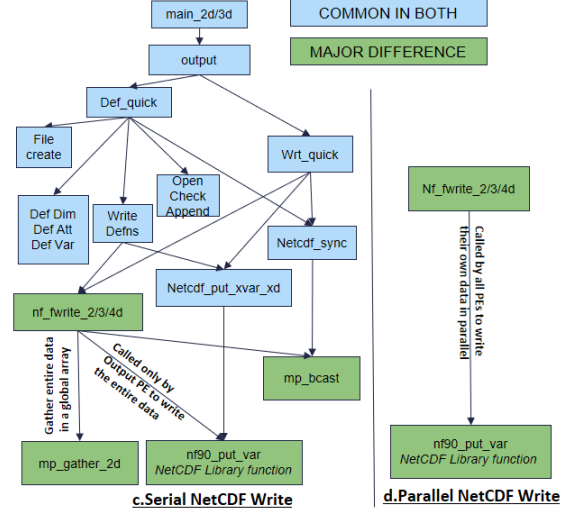 main_2d/3d
COMMON IN BOTH
MAJOR DIFFERENCE
output
Def_quick
File
create
Wrt_quick
Def Dim
Def Att
Def Var
Write
Defns
Open
Check
Append
Netcdf_sync
Netcdf_put_xvar_xd
nf_fwrite_2/3/4d
mp_bcast
Gather entire data
in a global array
Called only by
Output PE to write
the entire data
mp_gather_2d
nf90_put_var
NetCDF Library function
c.Serial NetCDF Write
Nf_fwrite_2/3/4d
Called by all PEs to write
their own data in
parallel
nf90_put_var
NetCDF Library function
d.Parallel NetCDF Write